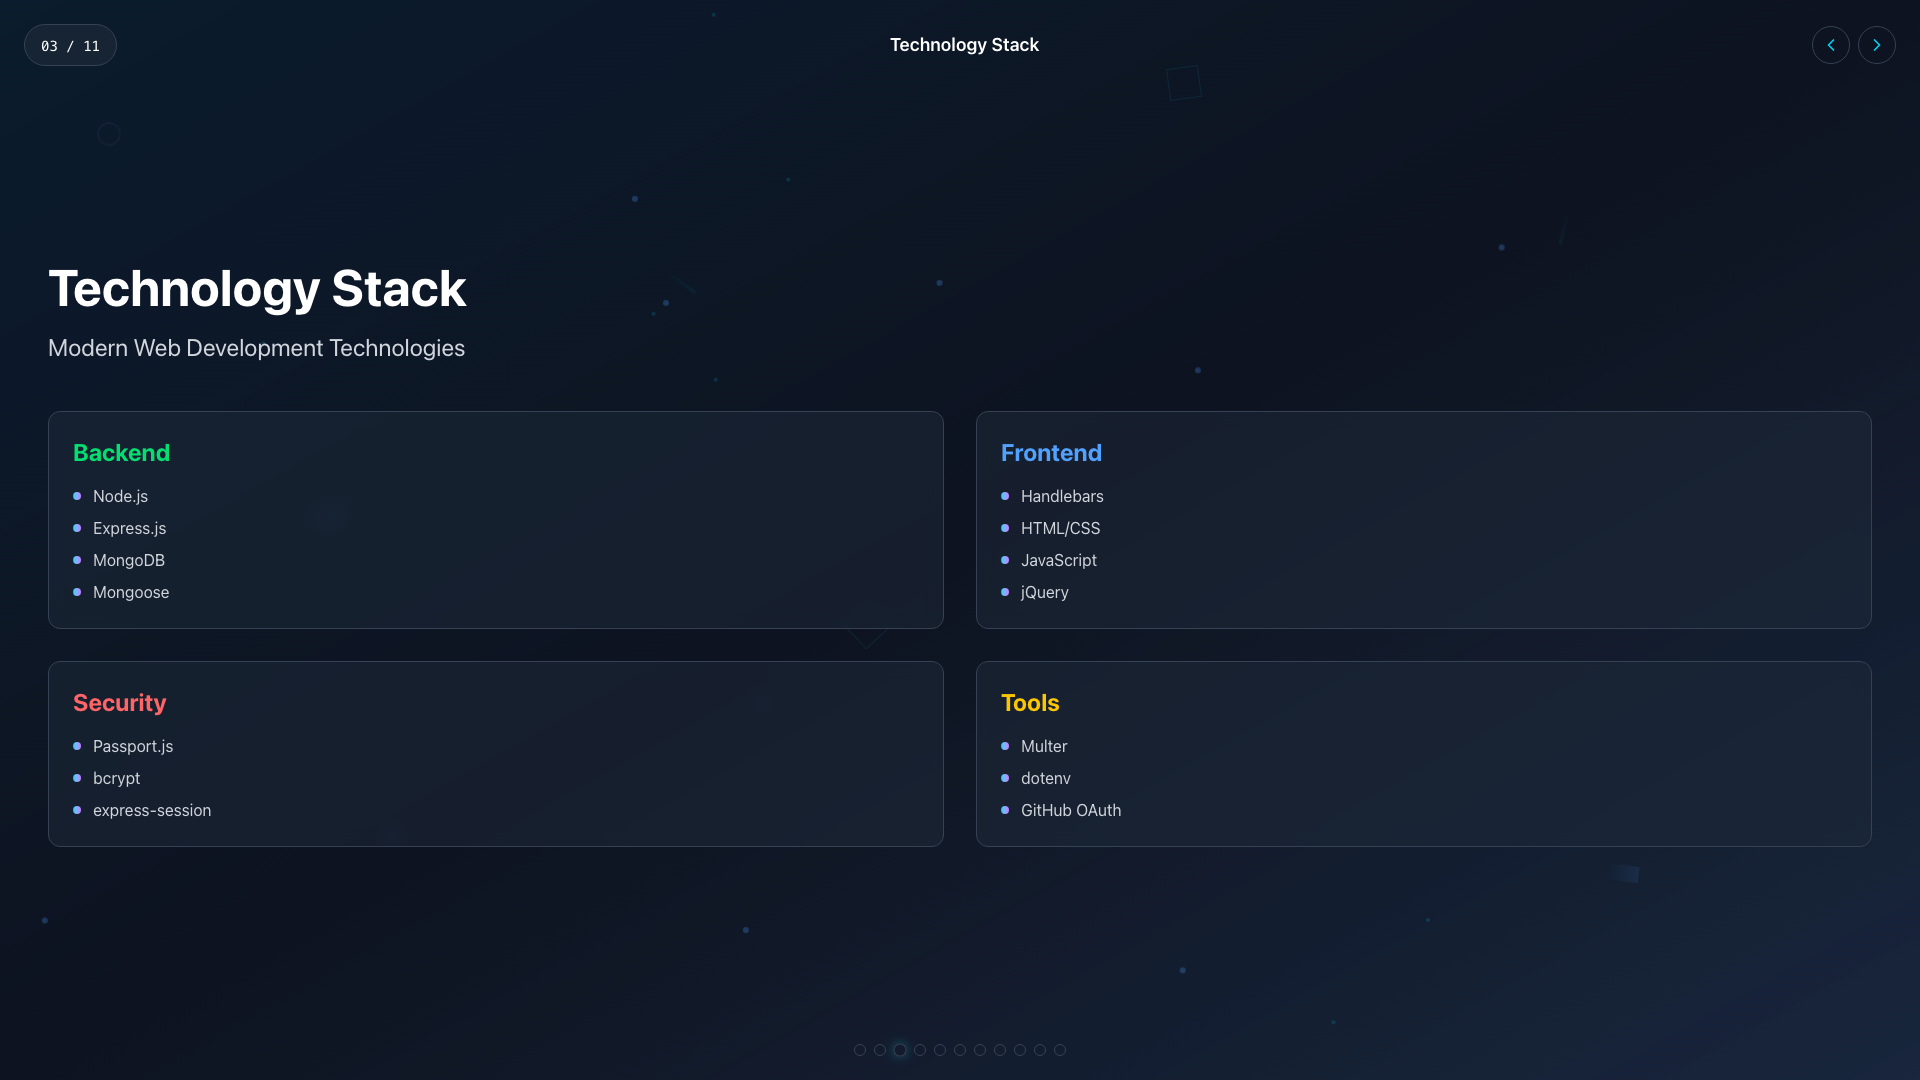 03 / 11
Technology Stack
Technology Stack
Modern Web Development Technologies
Backend
Node.js
Express.js
MongoDB
Mongoose
Frontend
Handlebars
HTML/CSS
JavaScript
jQuery
Security
Passport.js
bcrypt
express-session
Tools
Multer
dotenv
GitHub OAuth